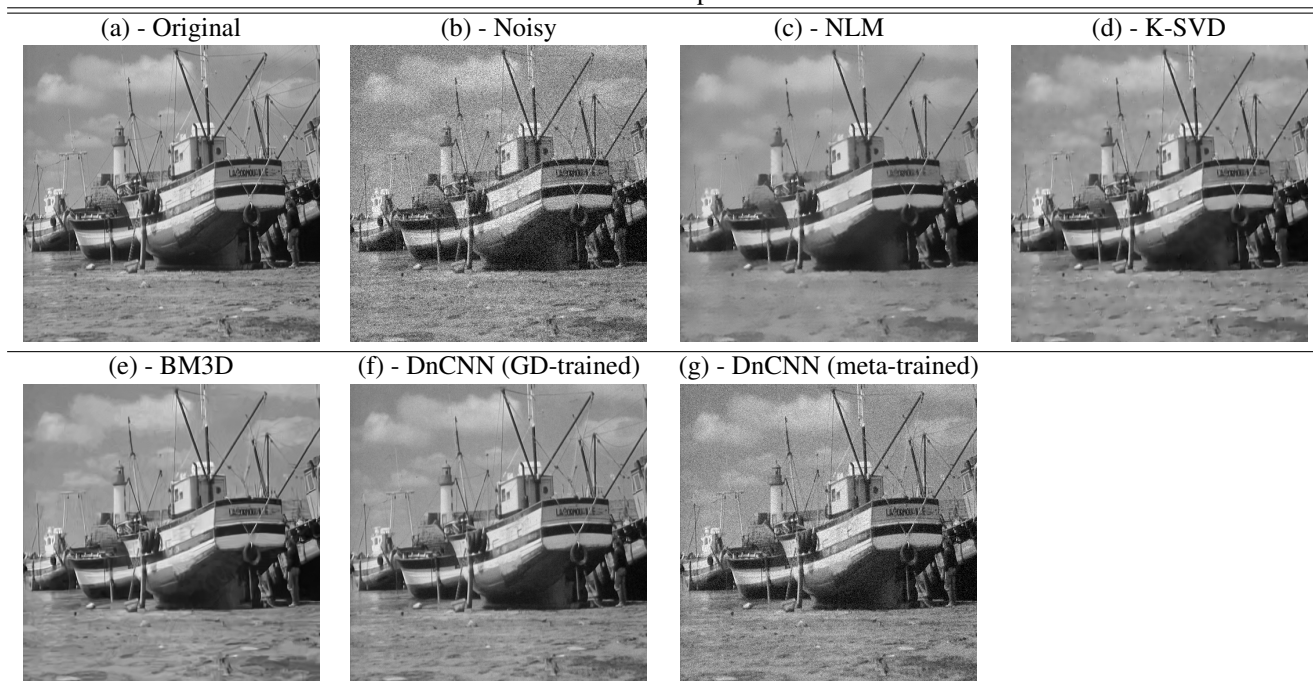 (a) - Original (b) - Noisy (c) - NLM (d) - K-SVD
(e) - BM3D (f) - DnCNN (GD-trained) (g) - DnCNN (meta-trained)